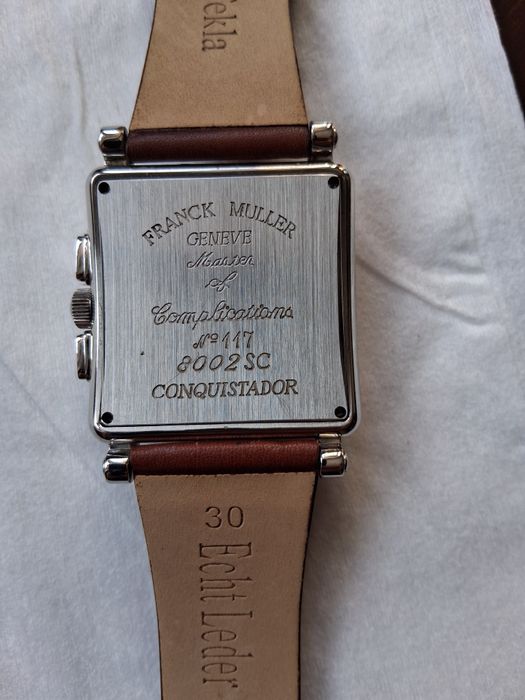 Tekla
FRANCK MULLER
GENEVE
Master
of
Complications
Nº 117
8002 SC
CONQUISTADOR
30
Echt Leder